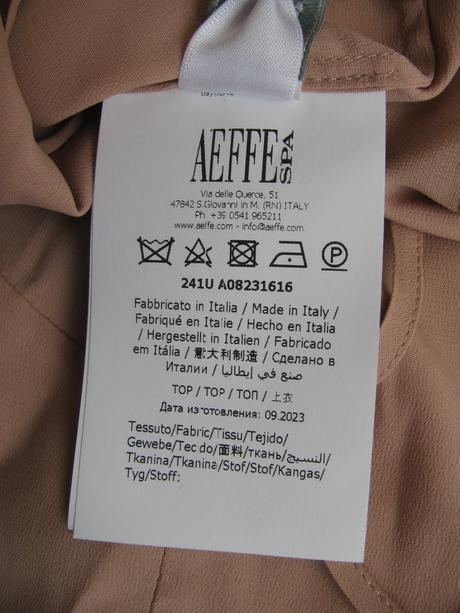 AEFFE SPA
Via delle Querce, 51
47842 S.Giovanni in M. (RN) ITALY
Ph +39 0541 965211
www.aeffe.com - info@aeffe.com
P
241U A08231616
Fabbricato in Italia / Made in Italy /
Fabriqué en Italie / Hecho en Italia
/ Hergestellt in Italien / Fabricado
em Itália / 意大利制造 / Сделано в
Италии / صنع في إيطاليا
TOP / TOP / ТОП / 上衣
Дата изготовления: 09.2023
Tessuto/Fabric/Tissu/Tejido/
Gewebe/Tecido/面料/ткань/النسيج/
Tkanina/Tkanina/Stof/Stof/Kangas/
Tyg/Stoff: